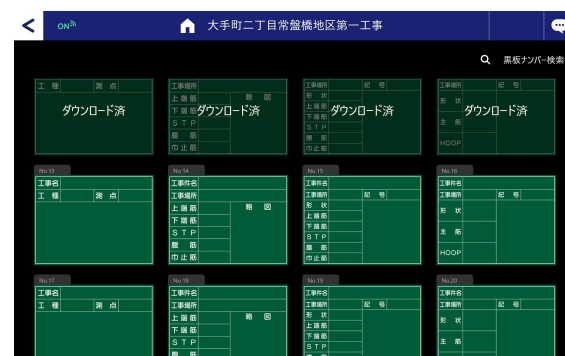 ON
大手町二丁目常盤橋地区第一工事
黒板ナンバー検索
工 種 測 点
ダウンロード済
工事場所
上端筋 略 図
下端筋
S T P
腹 筋
巾止筋
ダウンロード済
工事場所 記 号
形 状
上端筋
下端筋
S T P
腹 筋
巾止筋
ダウンロード済
工事場所 記 号
形 状
主 筋
HOOP
ダウンロード済
No.13
工事名
工 種 測 点
No.14
工事件名
工事場所
上端筋 略 図
下端筋
S T P
腹 筋
巾止筋
No.15
工事件名
工事場所 記 号
形 状
上端筋
下端筋
S T P
腹 筋
巾止筋
No.16
工事件名
工事場所 記 号
形 状
主 筋
HOOP
No.17
工事名
工 種 測 点
No.18
工事件名
工事場所
上端筋 略 図
下端筋
S T P
腹 筋
No.19
工事件名
工事場所 記 号
形 状
上端筋
下端筋
S T P
No.20
工事件名
工事場所 記 号
形 状
主 筋